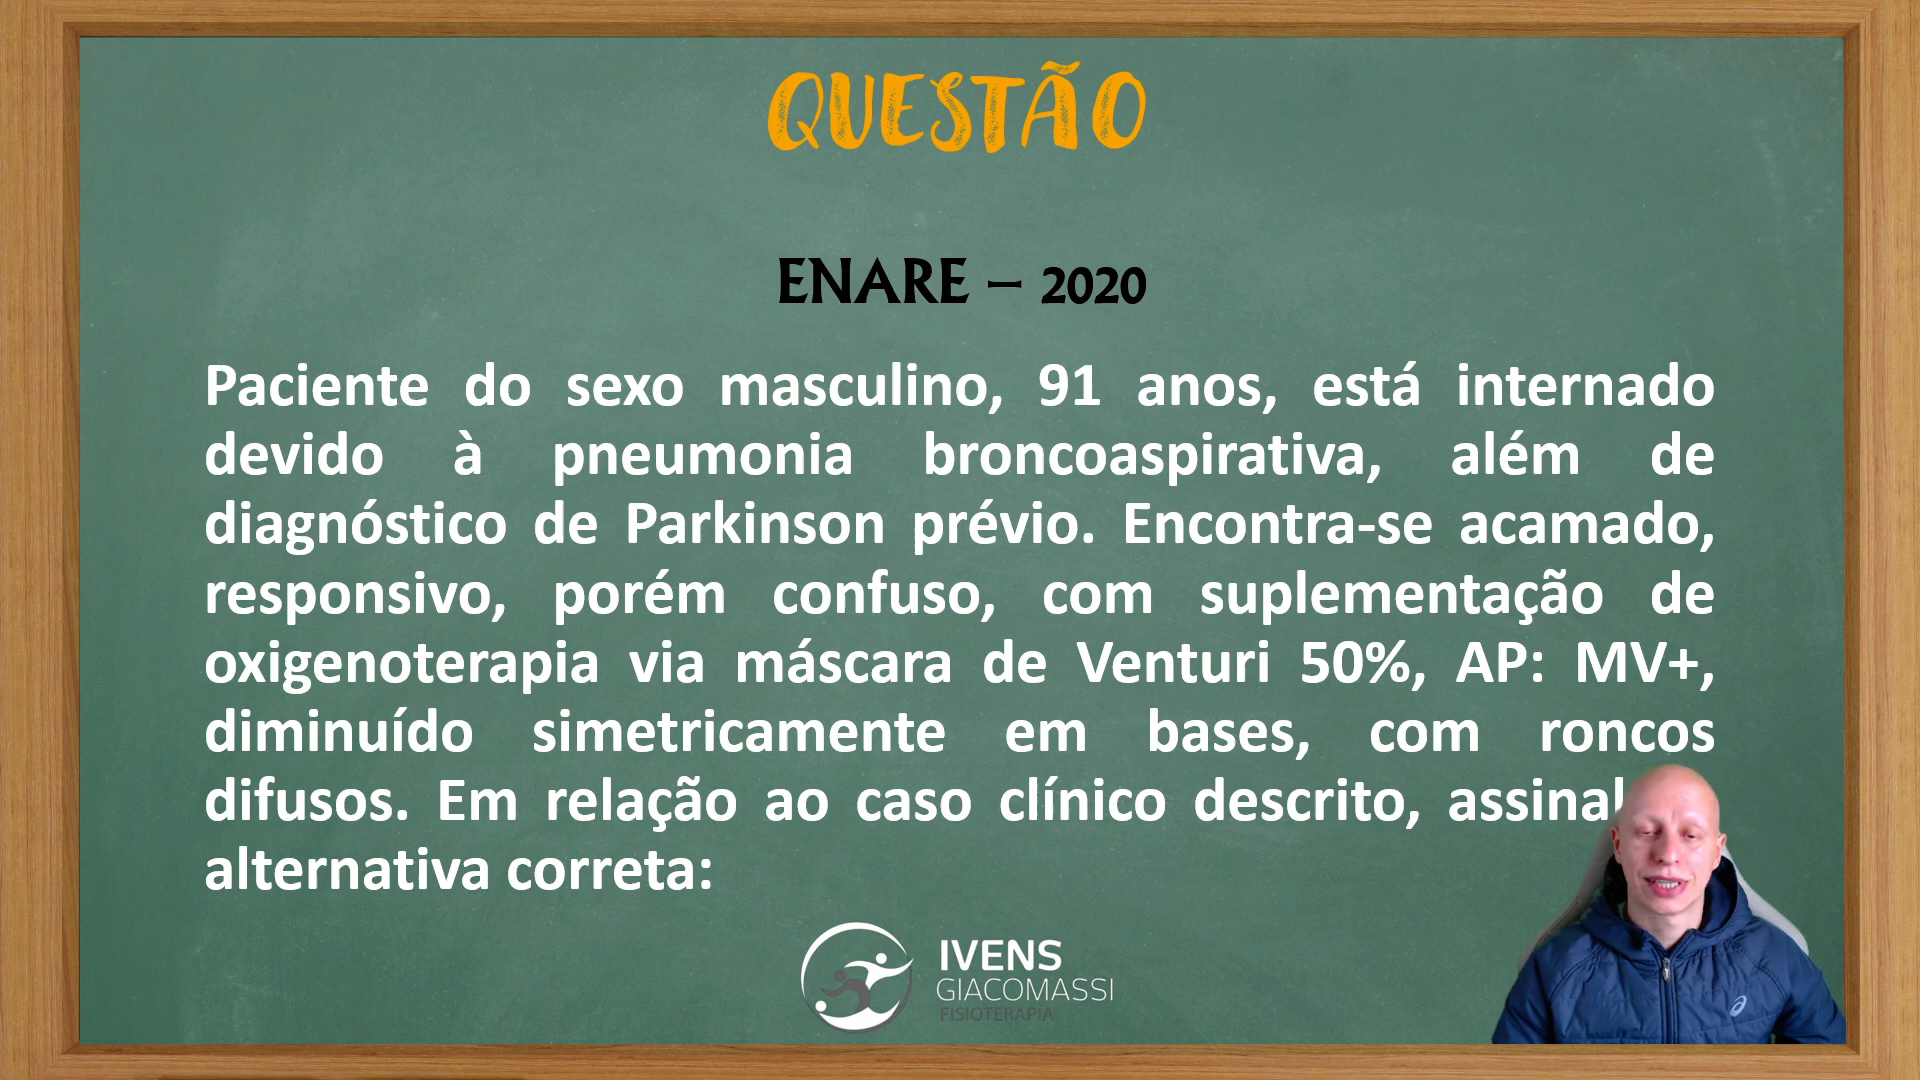 QUESTÃO
ENARE – 2020
Paciente do sexo masculino, 91 anos, está internado
devido à pneumonia broncoaspirativa, além de
diagnóstico de Parkinson prévio. Encontra-se acamado,
responsivo, porém confuso, com suplementação de
oxigenoterapia via máscara de Venturi 50%, AP: MV+,
diminuído simetricamente em bases, com roncos
difusos. Em relação ao caso clínico descrito, assinal
alternativa correta:
IVENS
GIACOMASSI
FISIOTERAPIA